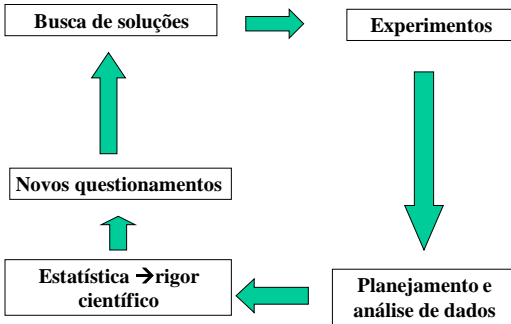 Busca de soluções
Experimentos
Novos questionamentos
Estatística →rigor
científico
Planejamento e
análise de dados